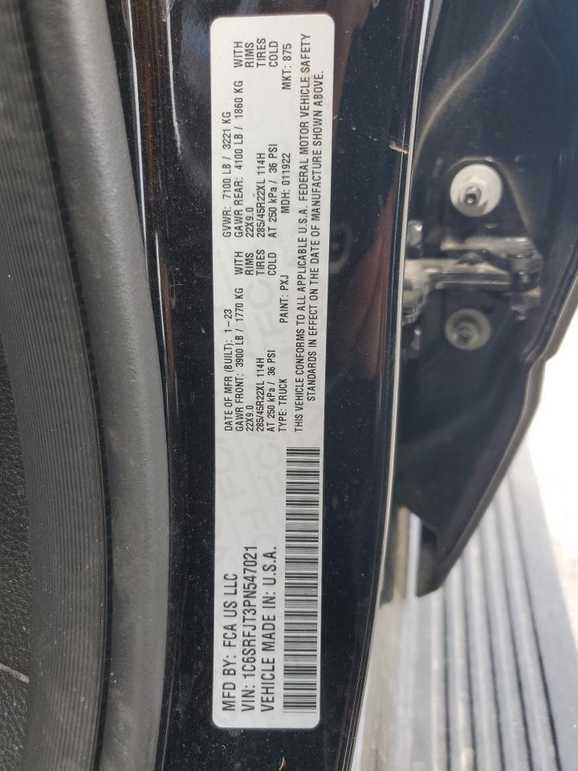 MFD BY: FCA US LLC
DATE OF MFR (BUILT): 1-23
GVWR: 7100 LB / 3221 KG
GAWR FRONT: 3900 LB / 1770 KG WITH
GAWR REAR: 4100 LB / 1860 KG WITH
22X9.0 RIMS
22X9.0 RIMS
285/45R22XL 114H TIRES
285/45R22XL 114H TIRES
AT 250 kPa / 36 PSI COLD
AT 250 kPa / 36 PSI COLD
VIN: 1C6SRFJT3PN547021
TYPE: TRUCK
PAINT: PXJ
MDH: 011922
MKT: 875
VEHICLE MADE IN: U.S.A.
THIS VEHICLE CONFORMS TO ALL APPLICABLE U.S.A. FEDERAL MOTOR VEHICLE SAFETY
STANDARDS IN EFFECT ON THE DATE OF MANUFACTURE SHOWN ABOVE.